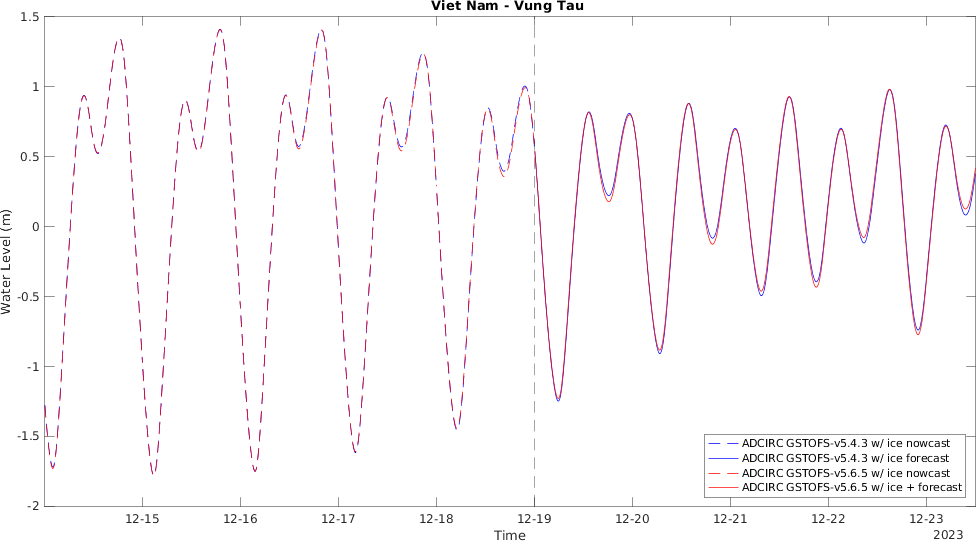 Viet Nam - Vung Tau
1.5
1
0.5
0
-0.5
-1
-1.5
-2
Water Level (m)
12-15
12-16
12-17
12-18
12-19
12-20
12-21
12-22
12-23
Time
2023
ADCIRC GSTOFS-v5.4.3 w/ ice nowcast
ADCIRC GSTOFS-v5.4.3 w/ ice forecast
ADCIRC GSTOFS-v5.6.5 w/ ice nowcast
ADCIRC GSTOFS-v5.6.5 w/ ice + forecast